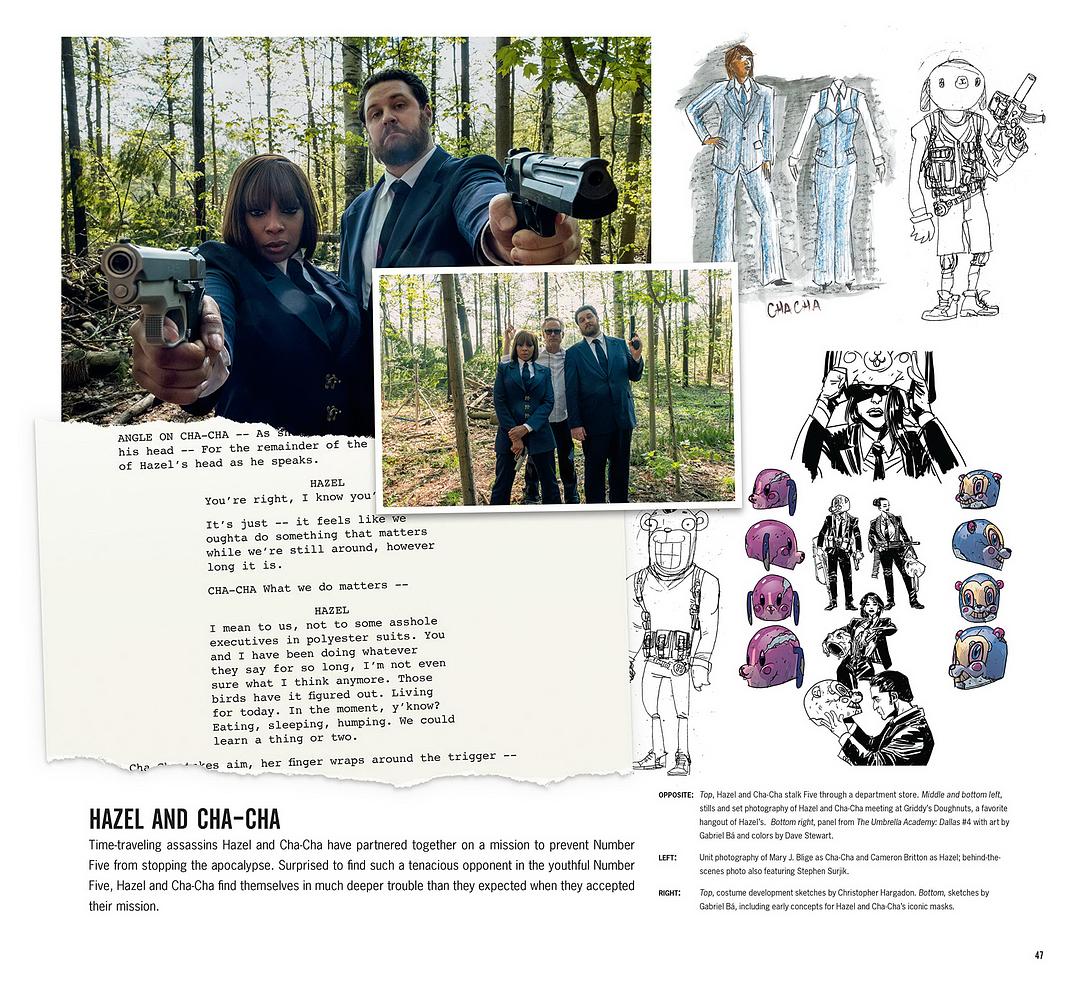 CHA CHA
ANGLE ON CHA-CHA -- As
his head -- For the remainder of the
of Hazel's head as he speaks.
HAZEL
You're right, I know you'
It's just -- it feels like we
oughta do something that matters
while we're still around, however
long it is.
CHA-CHA What we do matters --
HAZEL
I mean to us, not to some asshole
executives in polyester suits. You
and I have been doing whatever
they say for so long, I'm not even
sure what I think anymore. Those
birds have it figured out. Living
for today. In the moment, y'know?
Eating, sleeping, humping. We could
learn a thing or two.
aim, her finger wraps around the trigger --
HAZEL AND CHA-CHA
Time-traveling assassins Hazel and Cha-Cha have partnered together on a mission to prevent Number
Five from stopping the apocalypse. Surprised to find such a tenacious opponent in the youthful Number
Five, Hazel and Cha-Cha find themselves in much deeper trouble than they expected when they accepted
their mission.
OPPOSITE: Top, Hazel and Cha-Cha stalk Five through a department store. Middle and bottom left,
stills and set photography of Hazel and Cha-Cha meeting at Griddy's Doughnuts, a favorite
hangout of Hazel's. Bottom right, panel from The Umbrella Academy: Dallas #4 with art by
Gabriel Bá and colors by Dave Stewart.
LEFT: Unit photography of Mary J. Blige as Cha-Cha and Cameron Britton as Hazel; behind-the-
scenes photo also featuring Stephen Surjik.
RIGHT: Top, costume development sketches by Christopher Hargadon. Bottom, sketches by
Gabriel Bá, including early concepts for Hazel and Cha-Cha's iconic masks.
47